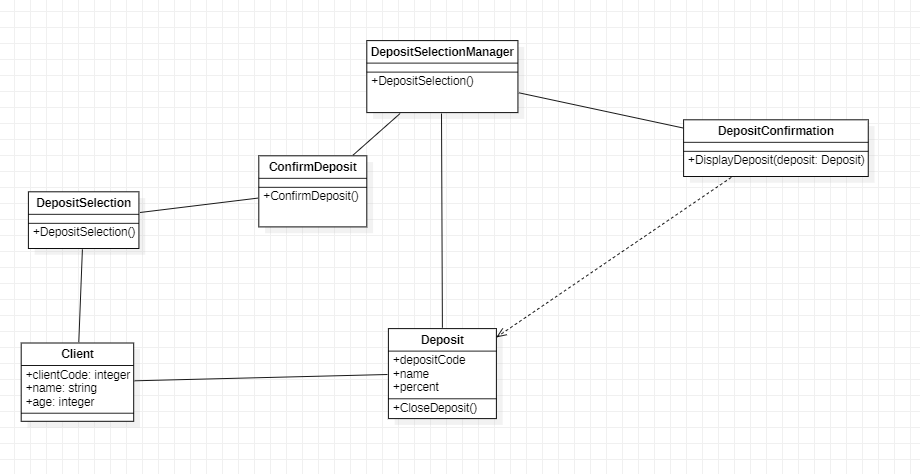 DepositSelectionManager
+DepositSelection()
DepositConfirmation
+DisplayDeposit(deposit: Deposit)
ConfirmDeposit
+ConfirmDeposit()
DepositSelection
+DepositSelection()
Client
+clientCode: integer
+name: string
+age: integer
Deposit
+depositCode
+name
+percent
+CloseDeposit()